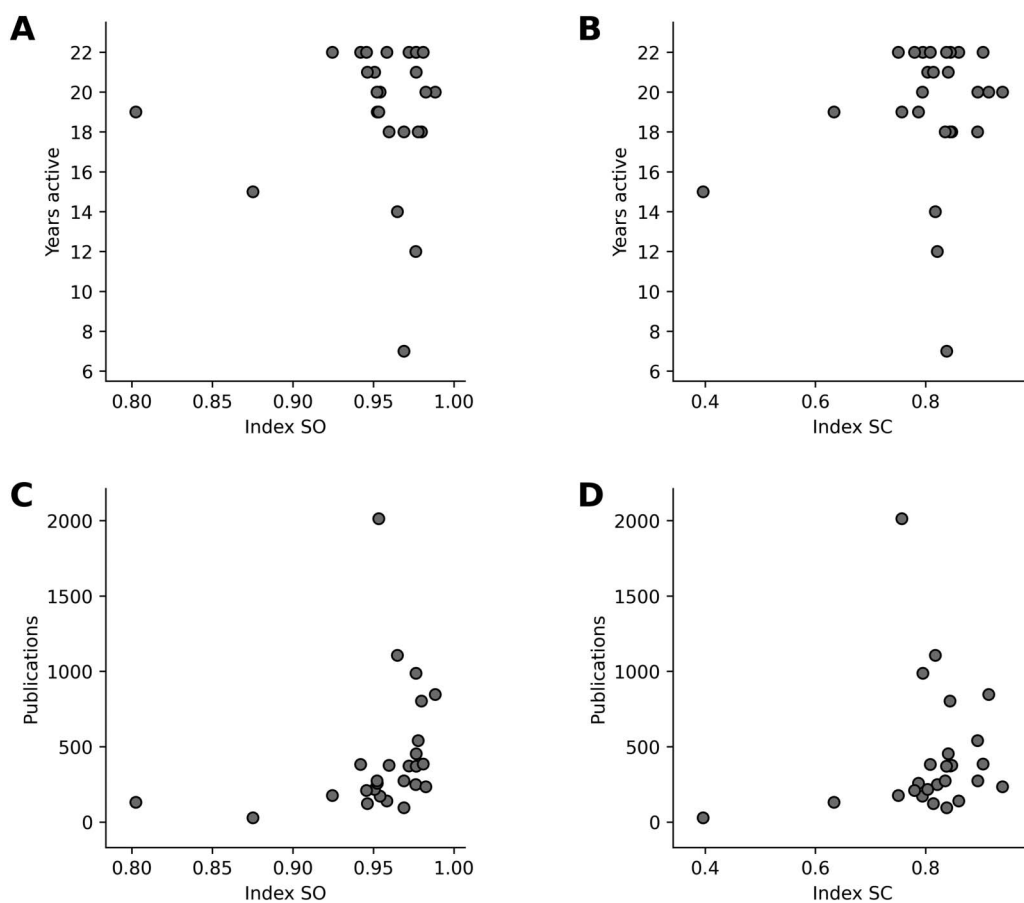 A
Years active
22
20
18
16
14
12
10
8
6
0.80 0.85 0.90 0.95 1.00
Index SO
B
Years active
22
20
18
16
14
12
10
8
6
0.4 0.6 0.8
Index SC
C
Publications
2000
1500
1000
500
0
0.80 0.85 0.90 0.95 1.00
Index SO
D
Publications
2000
1500
1000
500
0
0.4 0.6 0.8
Index SC